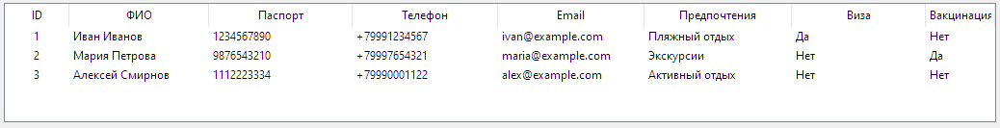 ID ФИО Паспорт Телефон Email Предпочтения Виза Вакцинация
1 Иван Иванов 1234567890 +79991234567 ivan@example.com Пляжный отдых Да Нет
2 Мария Петрова 9876543210 +79997654321 maria@example.com Экскурсии Нет Да
3 Алексей Смирнов 1112223334 +79990001122 alex@example.com Активный отдых Нет Нет